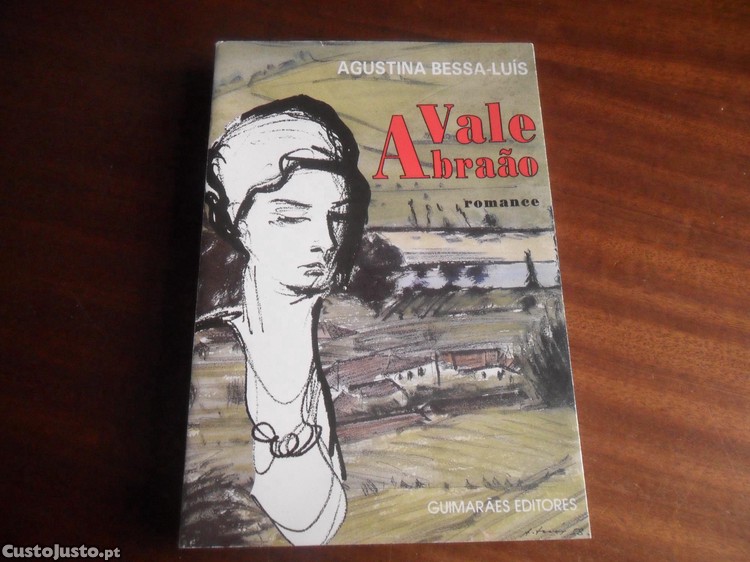 AGUSTINA BESSA-LUÍS
Vale
Abraão
romance
GUIMARÃES EDITORES
CustoJusto.pt